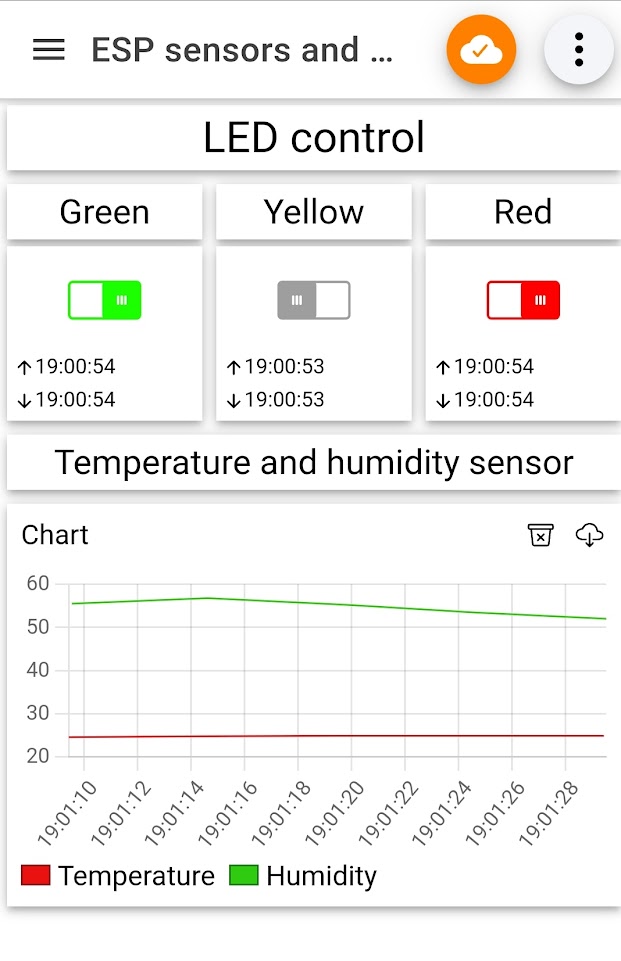 ESP sensors and ...
LED control
Green Yellow Red
↑19:00:54 ↑19:00:53 ↑19:00:54
↓19:00:54 ↓19:00:53 ↓19:00:54
Temperature and humidity sensor
Chart
60
50
40
30
20
19:01:10 19:01:12 19:01:14 19:01:16 19:01:18 19:01:20 19:01:22 19:01:24 19:01:26 19:01:28
Temperature Humidity